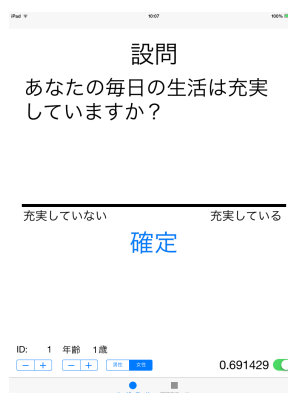 iPad
10:07
100%
設問
あなたの毎日の生活は充実
していますか？
充実していない
充実している
確定
ID: 1 年齢 1歳
− + − + 男性 女性 0.691429